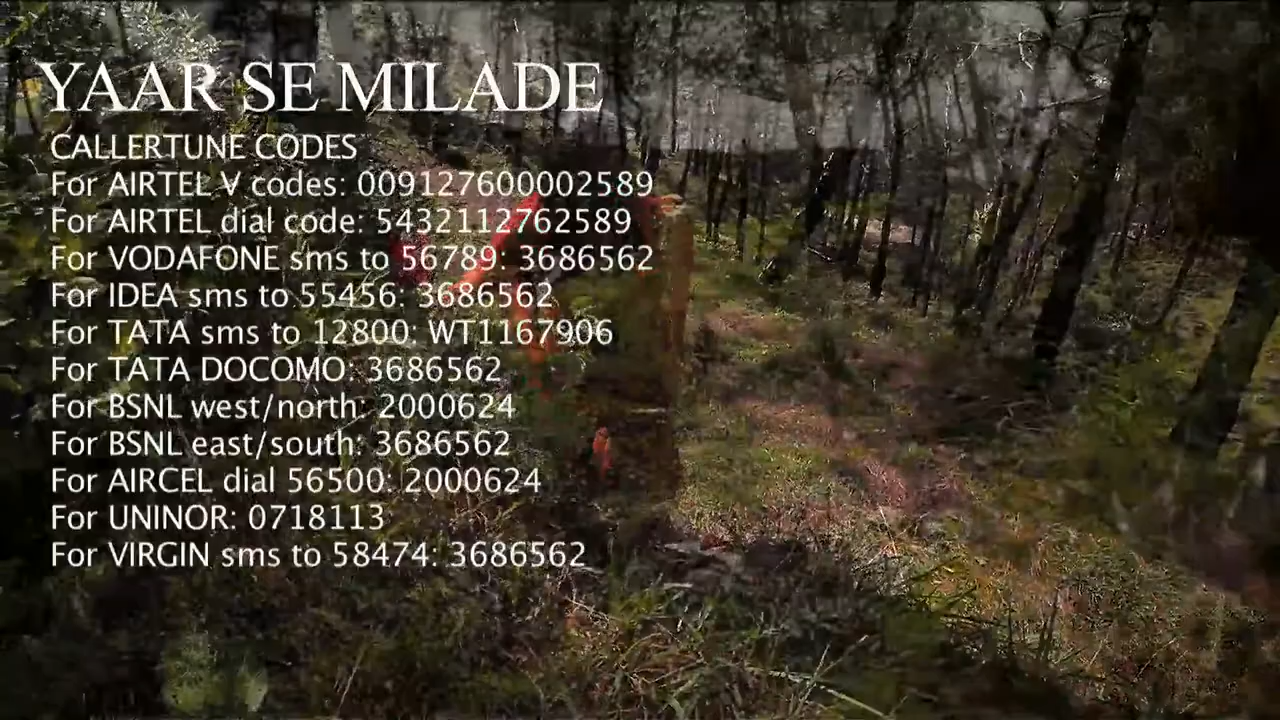 YAAR SE MILADE
CALLERTUNE CODES
For AIRTEL V codes: 009127600002589
For AIRTEL dial code: 5432112762589
For VODAFONE sms to 56789: 3686562
For IDEA sms to 55456: 3686562
For TATA sms to 12800: WT1167906
For TATA DOCOMO: 3686562
For BSNL west/north: 2000624
For BSNL east/south: 3686562
For AIRCEL dial 56500: 2000624
For UNINOR: 0718113
For VIRGIN sms to 58474: 3686562